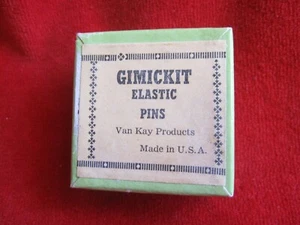 GIMICKIT
ELASTIC
PINS
Van Kay Products
Made in U.S.A.